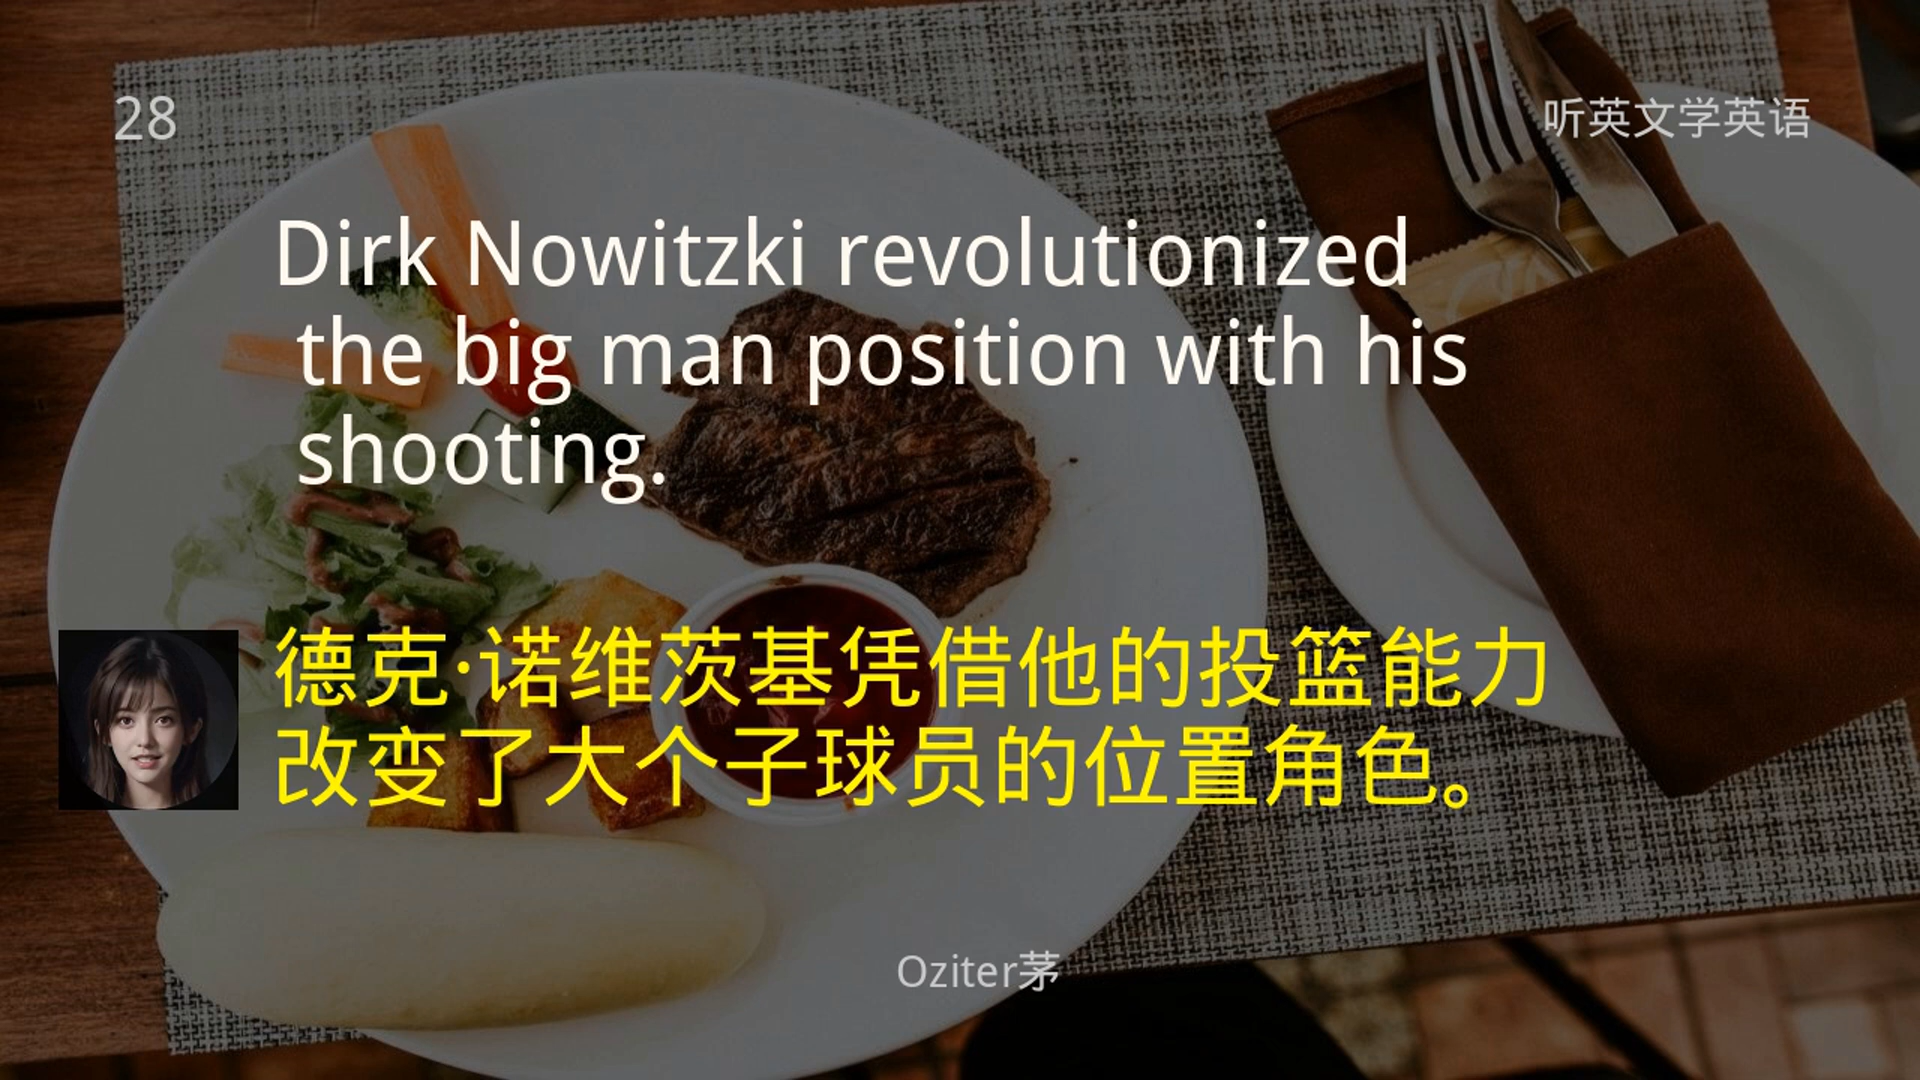 28
听英文学英语
Dirk Nowitzki revolutionized
the big man position with his
shooting.
德克·诺维茨基凭借他的投篮能力
改变了大个子球员的位置角色。
Oziter茅